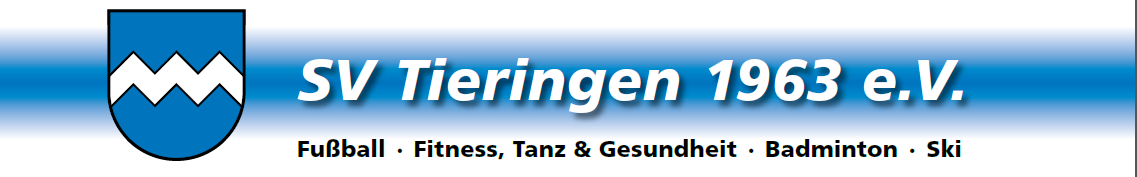 SV Tieringen 1963 e.V.
Fußball · Fitness, Tanz & Gesundheit · Badminton · Ski